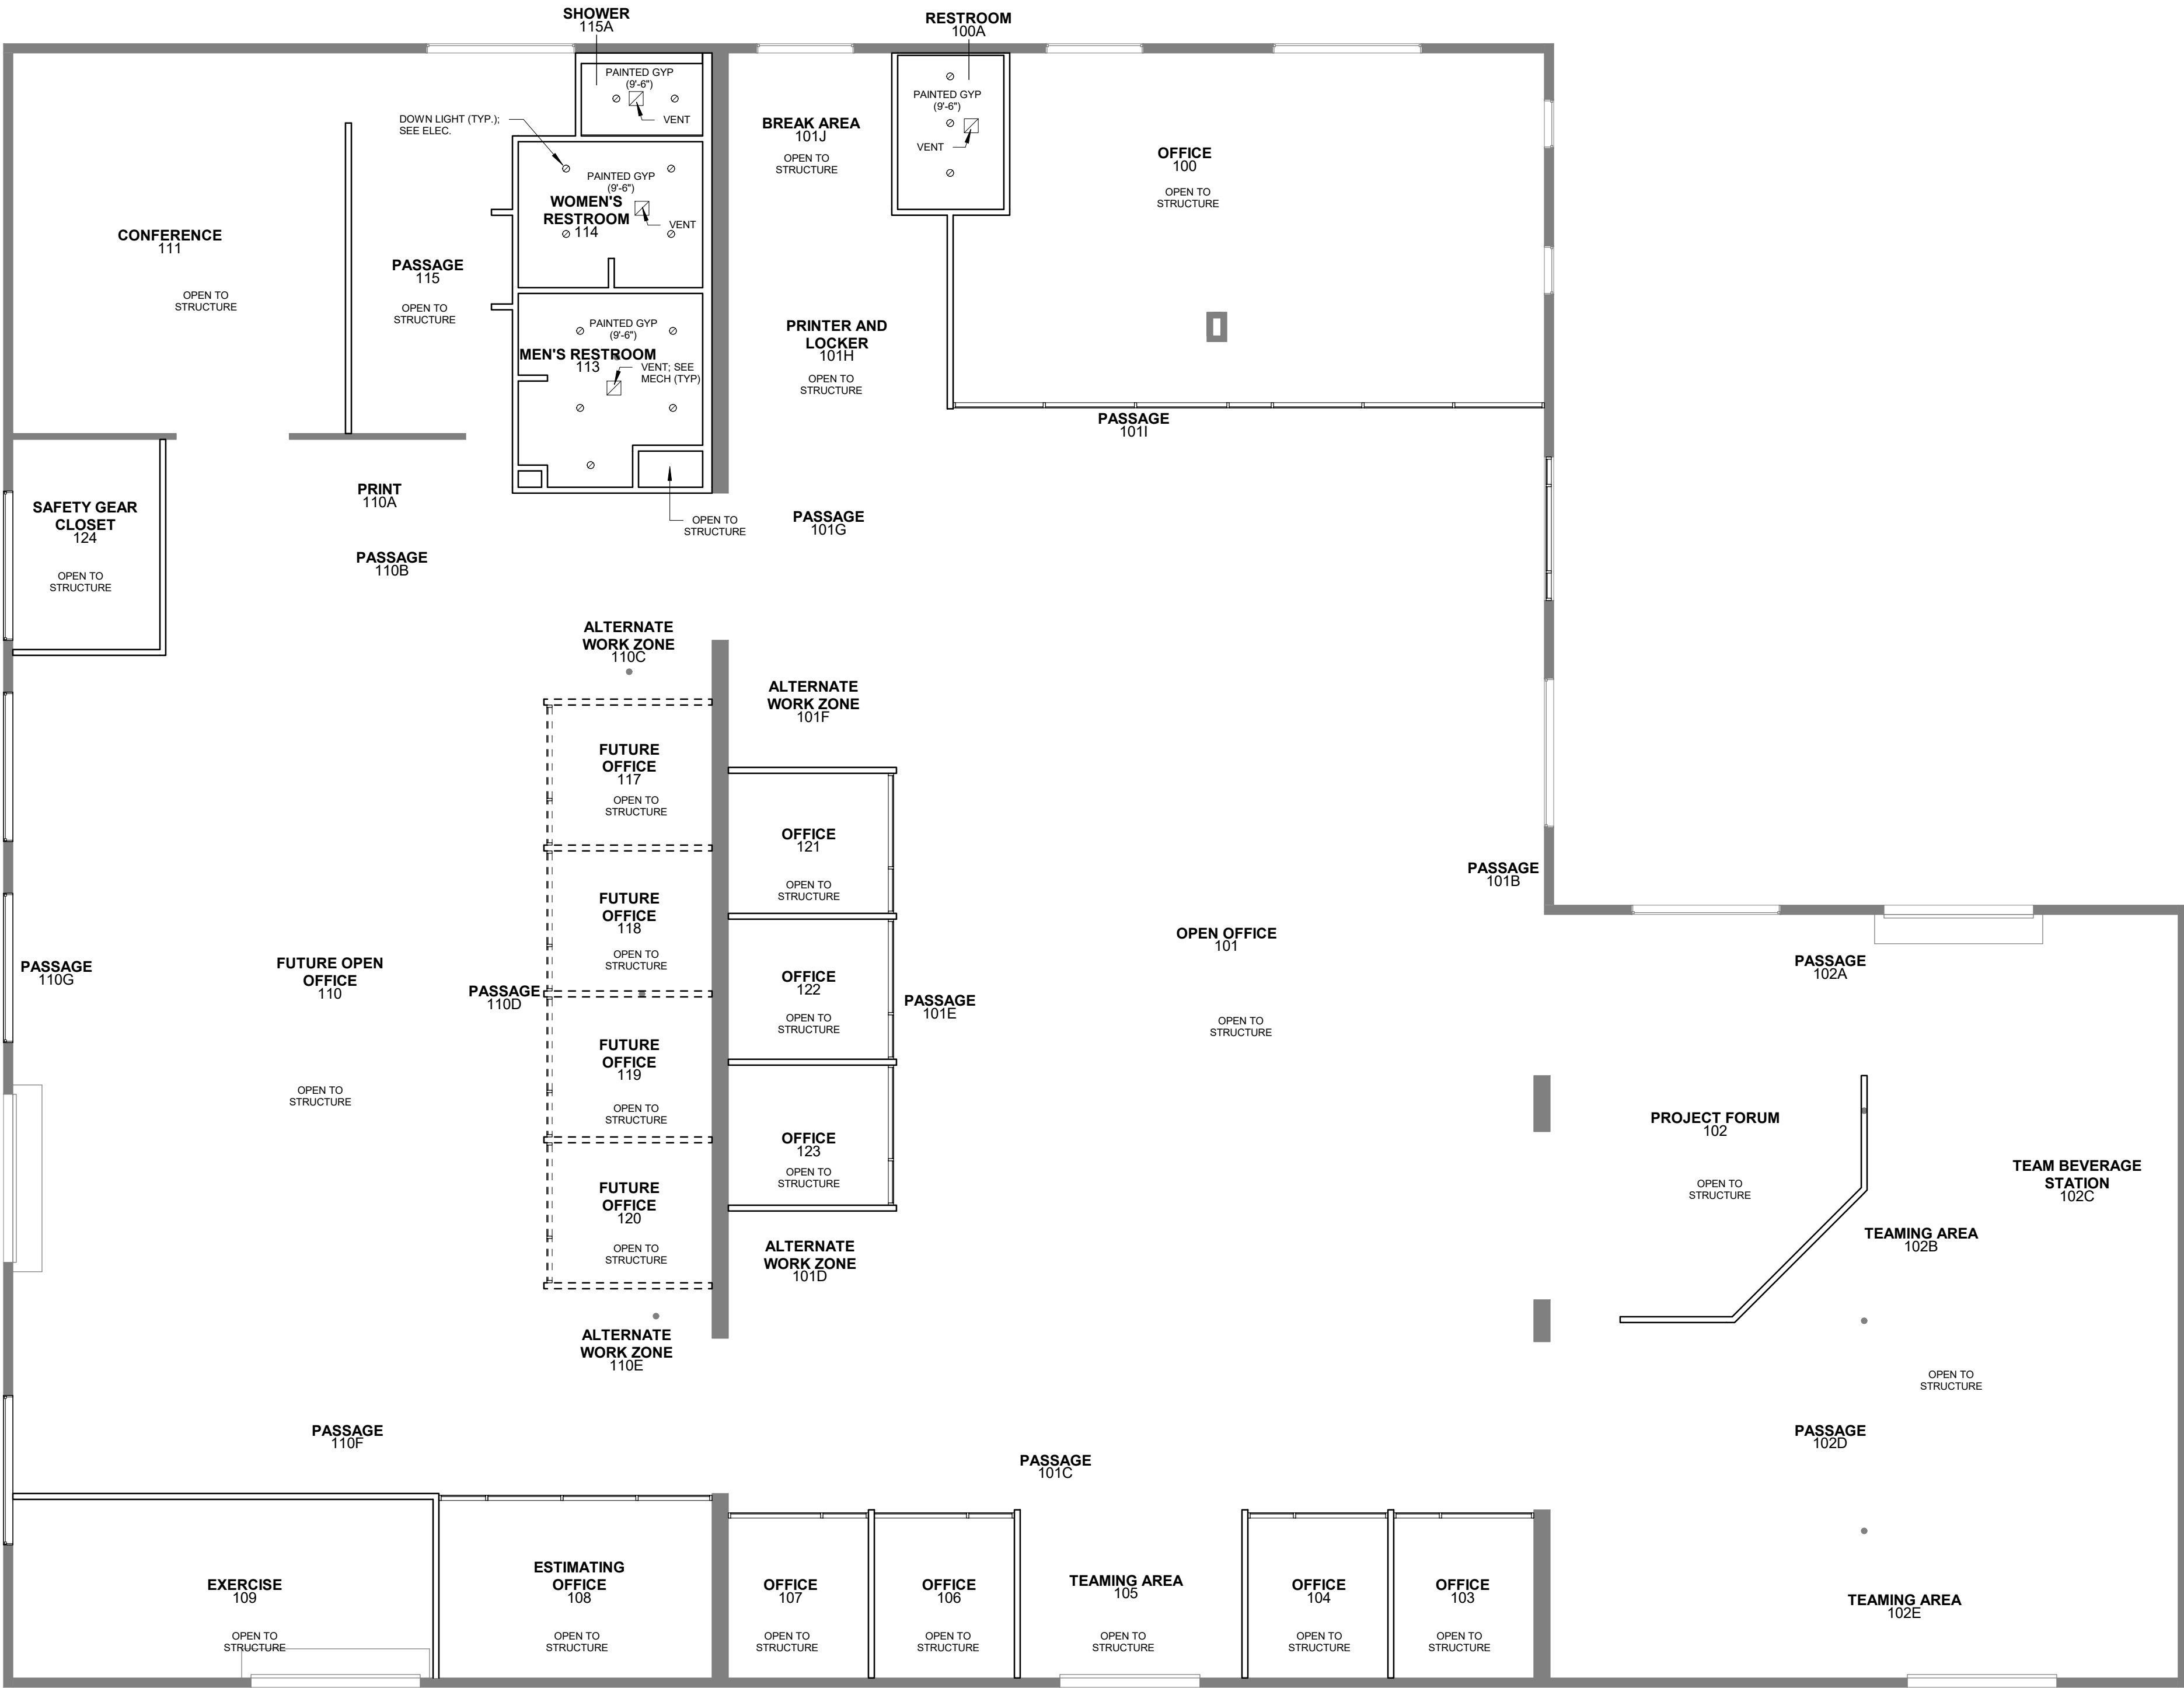 SHOWER
115A
RESTROOM
100A
PAINTED GYP
(9'-6")
VENT
DOWN LIGHT (TYP.);
SEE ELEC.
PAINTED GYP
(9'-6")
VENT
BREAK AREA
101J
OPEN TO
STRUCTURE
OFFICE
100
OPEN TO
STRUCTURE
PAINTED GYP
(9'-6")
WOMEN'S
RESTROOM
114
VENT
CONFERENCE
111
OPEN TO
STRUCTURE
PASSAGE
115
OPEN TO
STRUCTURE
PAINTED GYP
(9'-6")
MEN'S RESTROOM
113
VENT; SEE
MECH (TYP)
PRINTER AND
LOCKER
101H
OPEN TO
STRUCTURE
PASSAGE
101I
SAFETY GEAR
CLOSET
124
OPEN TO
STRUCTURE
PRINT
110A
PASSAGE
110B
OPEN TO
STRUCTURE
PASSAGE
101G
ALTERNATE
WORK ZONE
110C
ALTERNATE
WORK ZONE
101F
FUTURE
OFFICE
117
OPEN TO
STRUCTURE
OFFICE
121
OPEN TO
STRUCTURE
PASSAGE
101B
FUTURE
OFFICE
118
OPEN TO
STRUCTURE
OPEN OFFICE
101
OPEN TO
STRUCTURE
PASSAGE
102A
PASSAGE
110G
FUTURE OPEN
OFFICE
110
OPEN TO
STRUCTURE
PASSAGE
110D
OFFICE
122
OPEN TO
STRUCTURE
PASSAGE
101E
FUTURE
OFFICE
119
OPEN TO
STRUCTURE
OFFICE
123
OPEN TO
STRUCTURE
PROJECT FORUM
102
OPEN TO
STRUCTURE
TEAM BEVERAGE
STATION
102C
TEAMING AREA
102B
FUTURE
OFFICE
120
OPEN TO
STRUCTURE
ALTERNATE
WORK ZONE
101D
ALTERNATE
WORK ZONE
110E
OPEN TO
STRUCTURE
PASSAGE
110F
PASSAGE
102D
PASSAGE
101C
EXERCISE
109
OPEN TO
STRUCTURE
ESTIMATING
OFFICE
108
OPEN TO
STRUCTURE
OFFICE
107
OPEN TO
STRUCTURE
OFFICE
106
OPEN TO
STRUCTURE
TEAMING AREA
105
OPEN TO
STRUCTURE
OFFICE
104
OPEN TO
STRUCTURE
OFFICE
103
OPEN TO
STRUCTURE
TEAMING AREA
102E